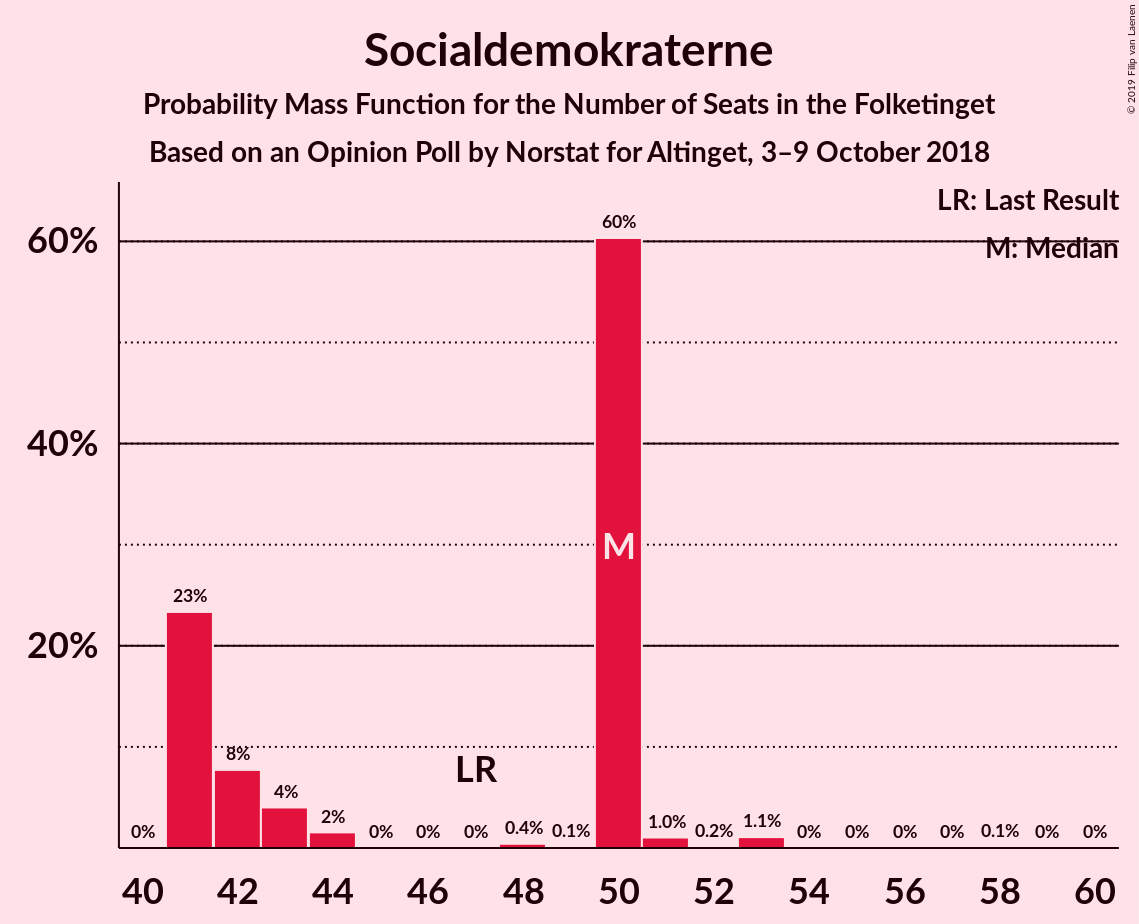 Socialdemokraterne
Probability Mass Function for the Number of Seats in the Folketinget
Based on an Opinion Poll by Norstat for Altinget, 3–9 October 2018
© 2019 Filip van Laenen
LR: Last Result
M: Median
60%
40%
20%
0%
23%
8%
4%
2%
0%
0%
0%
0.4%
0.1%
60%
1.0%
0.2%
1.1%
0%
0%
0%
0%
0.1%
0%
0%
LR
M
40 42 44 46 48 50 52 54 56 58 60